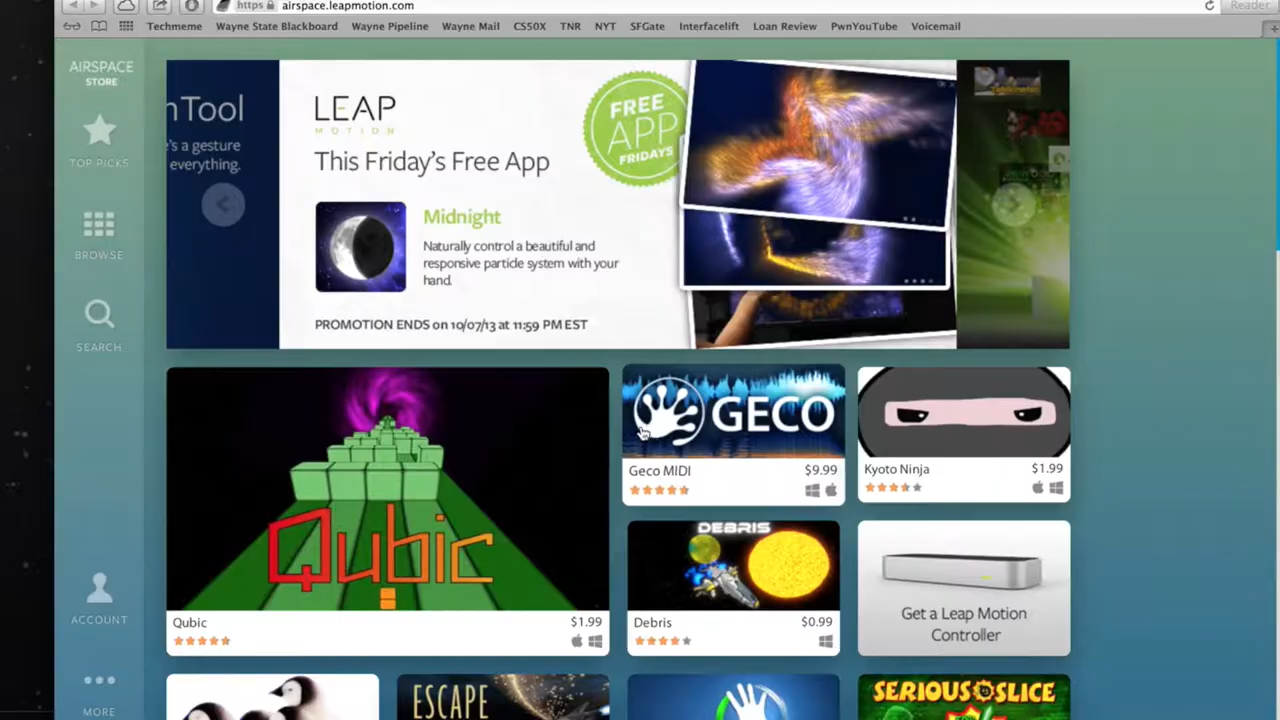 https airspace.leapmotion.com Reader
Techmeme Wayne State Blackboard Wayne Pipeline Wayne Mail CS50X TNR NYT SFGate Interfacelift Loan Review PwnYouTube Voicemail
AIRSPACE
STORE
TOP PICKS
BROWSE
SEARCH
ACCOUNT
MORE
nTool
's a gesture
everything.
LEAP
MOTION
This Friday's Free App
FREE
APP
FRIDAYS
Midnight
Naturally control a beautiful and
responsive particle system with your
hand.
PROMOTION ENDS on 10/07/13 at 11:59 PM EST
Qubic
Qubic $1.99
GECO
Geco MIDI $9.99
Kyoto Ninja $1.99
DEBRIS
Debris $0.99
Get a Leap Motion
Controller
ESCAPE
SERIOUS SLICE